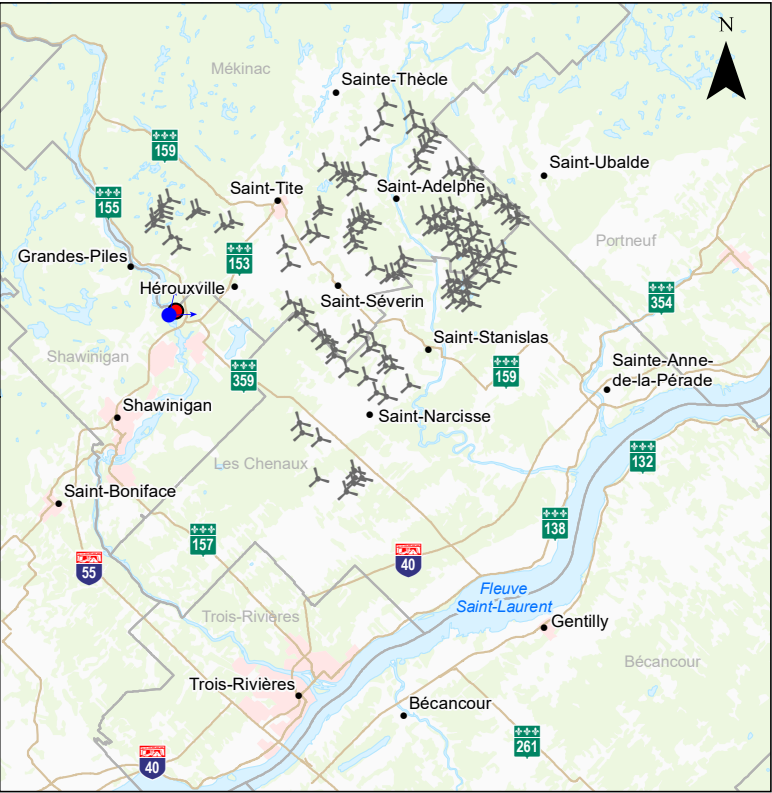 N
Mékinac
Sainte-Thècle
159
Saint-Ubalde
Saint-Tite
Saint-Adelphe
155
Portneuf
Grandes-Piles
153
Hérouxville
Saint-Séverin
354
Saint-Stanislas
Shawinigan
Sainte-Anne-
de-la-Pérade
359
159
Shawinigan
Saint-Narcisse
132
Les Chenaux
Saint-Boniface
138
157
40
55
Fleuve
Saint-Laurent
Trois-Rivières
Gentilly
Bécancour
Trois-Rivières
Bécancour
261
40